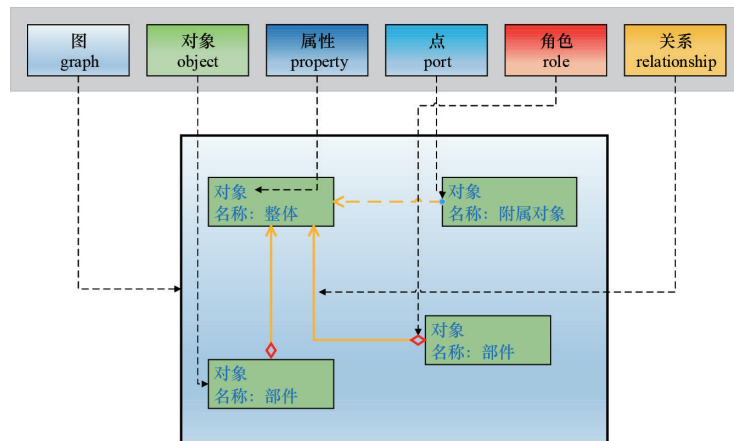 图
graph
对象
object
属性
property
点
port
角色
role
关系
relationship
对象
名称：整体
对象
名称：附属对象
对象
名称：部件
对象
名称：部件